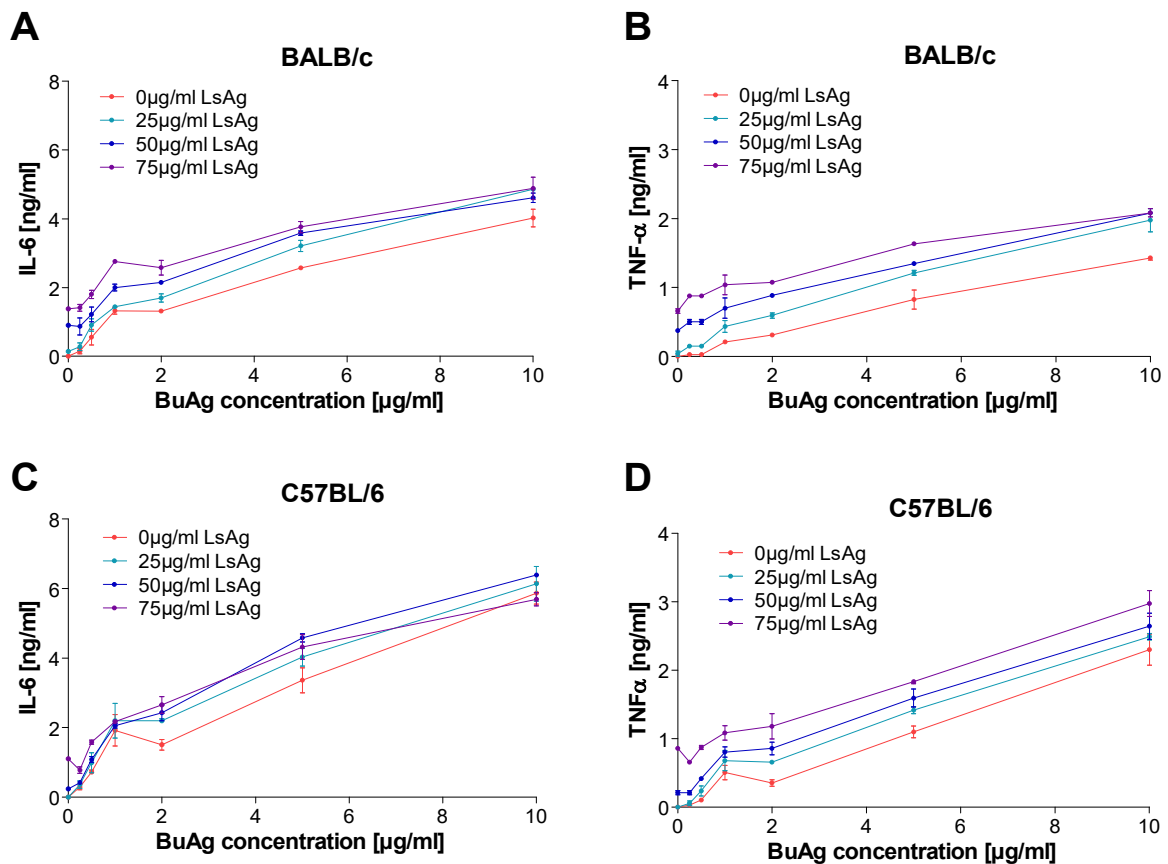 A
BALB/c
IL-6 [ng/ml]
8
6
4
2
0
0µg/ml LsAg
25µg/ml LsAg
50µg/ml LsAg
75µg/ml LsAg
0 2 4 6 8 10
BuAg concentration [µg/ml]
B
BALB/c
TNF-α [ng/ml]
4
3
2
1
0
0µg/ml LsAg
25µg/ml LsAg
50µg/ml LsAg
75µg/ml LsAg
0 2 4 6 8 10
BuAg concentration [µg/ml]
C
C57BL/6
IL-6 [ng/ml]
8
6
4
2
0
0µg/ml LsAg
25µg/ml LsAg
50µg/ml LsAg
75µg/ml LsAg
0 2 4 6 8 10
BuAg concentration [µg/ml]
D
C57BL/6
TNFα [ng/ml]
4
3
2
1
0
0µg/ml LsAg
25µg/ml LsAg
50µg/ml LsAg
75µg/ml LsAg
0 2 4 6 8 10
BuAg concentration [µg/ml]